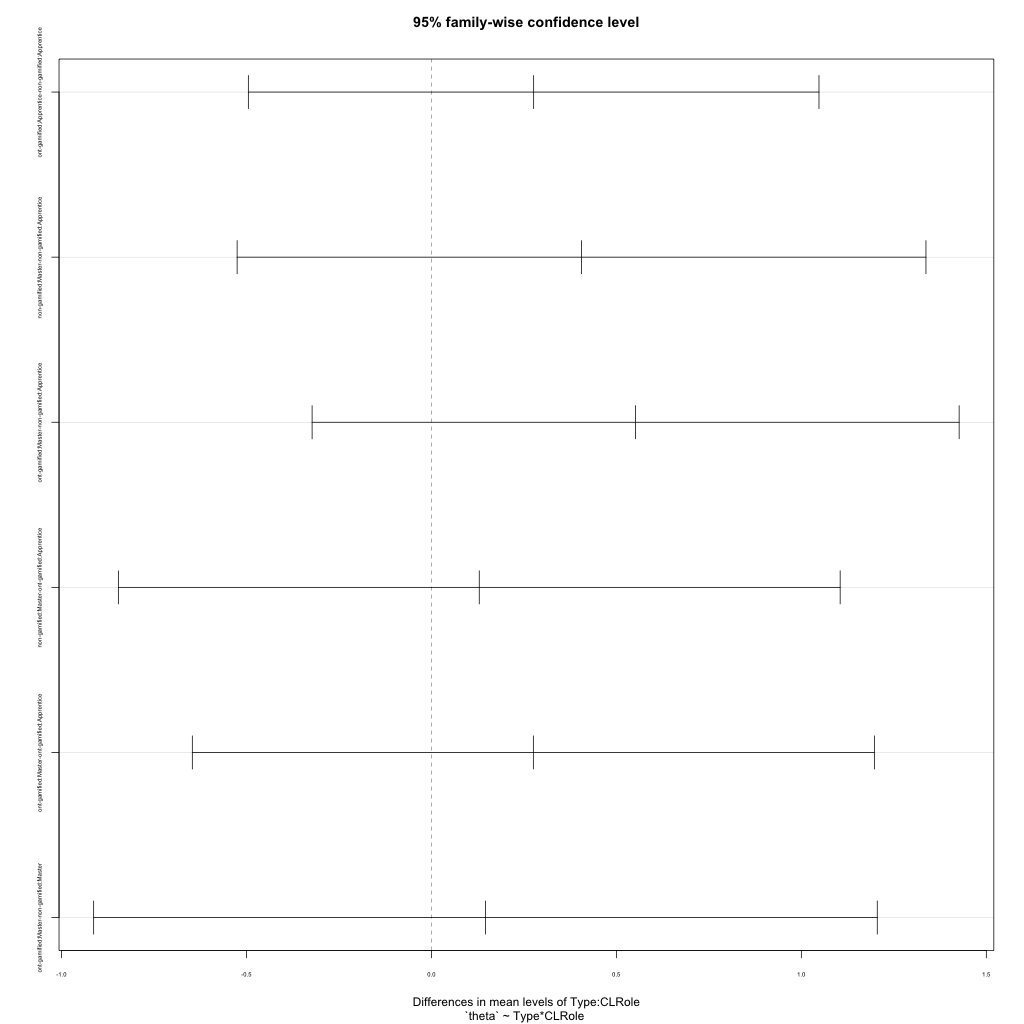 95% family-wise confidence level
ont-gamified:Apprentice-non-gamified:Apprentice
non-gamified:Master-non-gamified:Apprentice
ont-gamified:Master-non-gamified:Apprentice
non-gamified:Master-ont-gamified:Apprentice
ont-gamified:Master-ont-gamified:Apprentice
ont-gamified:Master-non-gamified:Master
-1.0 -0.5 0.0 0.5 1.0 1.5
Differences in mean levels of Type:CLRole
`theta` ~ Type*CLRole